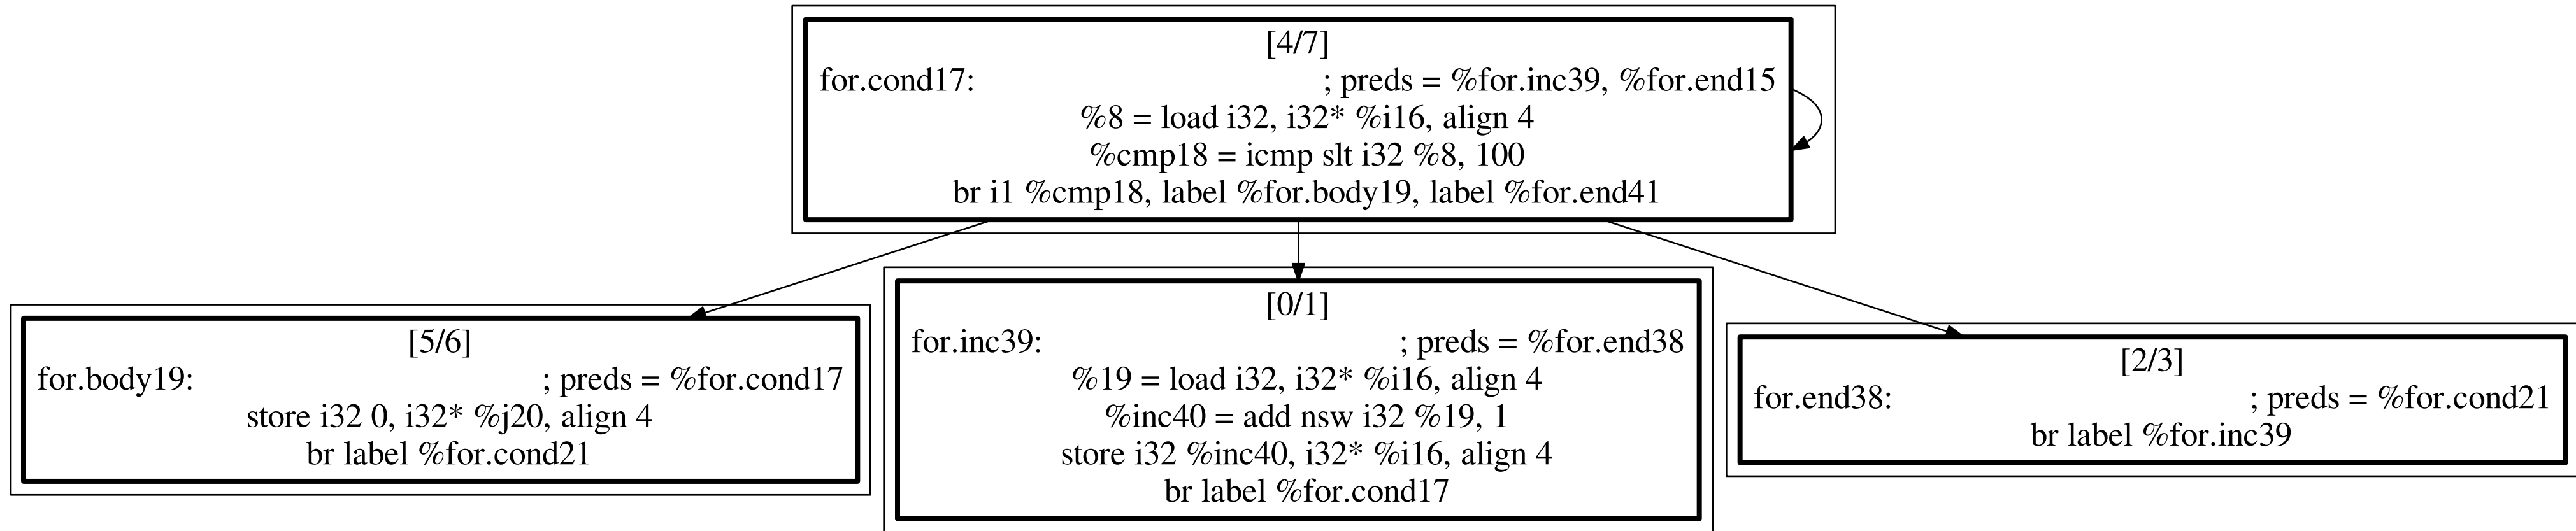 [4/7]
for.cond17: ; preds = %for.inc39, %for.end15
%8 = load i32, i32* %i16, align 4
%cmp18 = icmp slt i32 %8, 100
br i1 %cmp18, label %for.body19, label %for.end41
[5/6]
for.body19: ; preds = %for.cond17
store i32 0, i32* %j20, align 4
br label %for.cond21
[0/1]
for.inc39: ; preds = %for.end38
%19 = load i32, i32* %i16, align 4
%inc40 = add nsw i32 %19, 1
store i32 %inc40, i32* %i16, align 4
br label %for.cond17
[2/3]
for.end38: ; preds = %for.cond21
br label %for.inc39